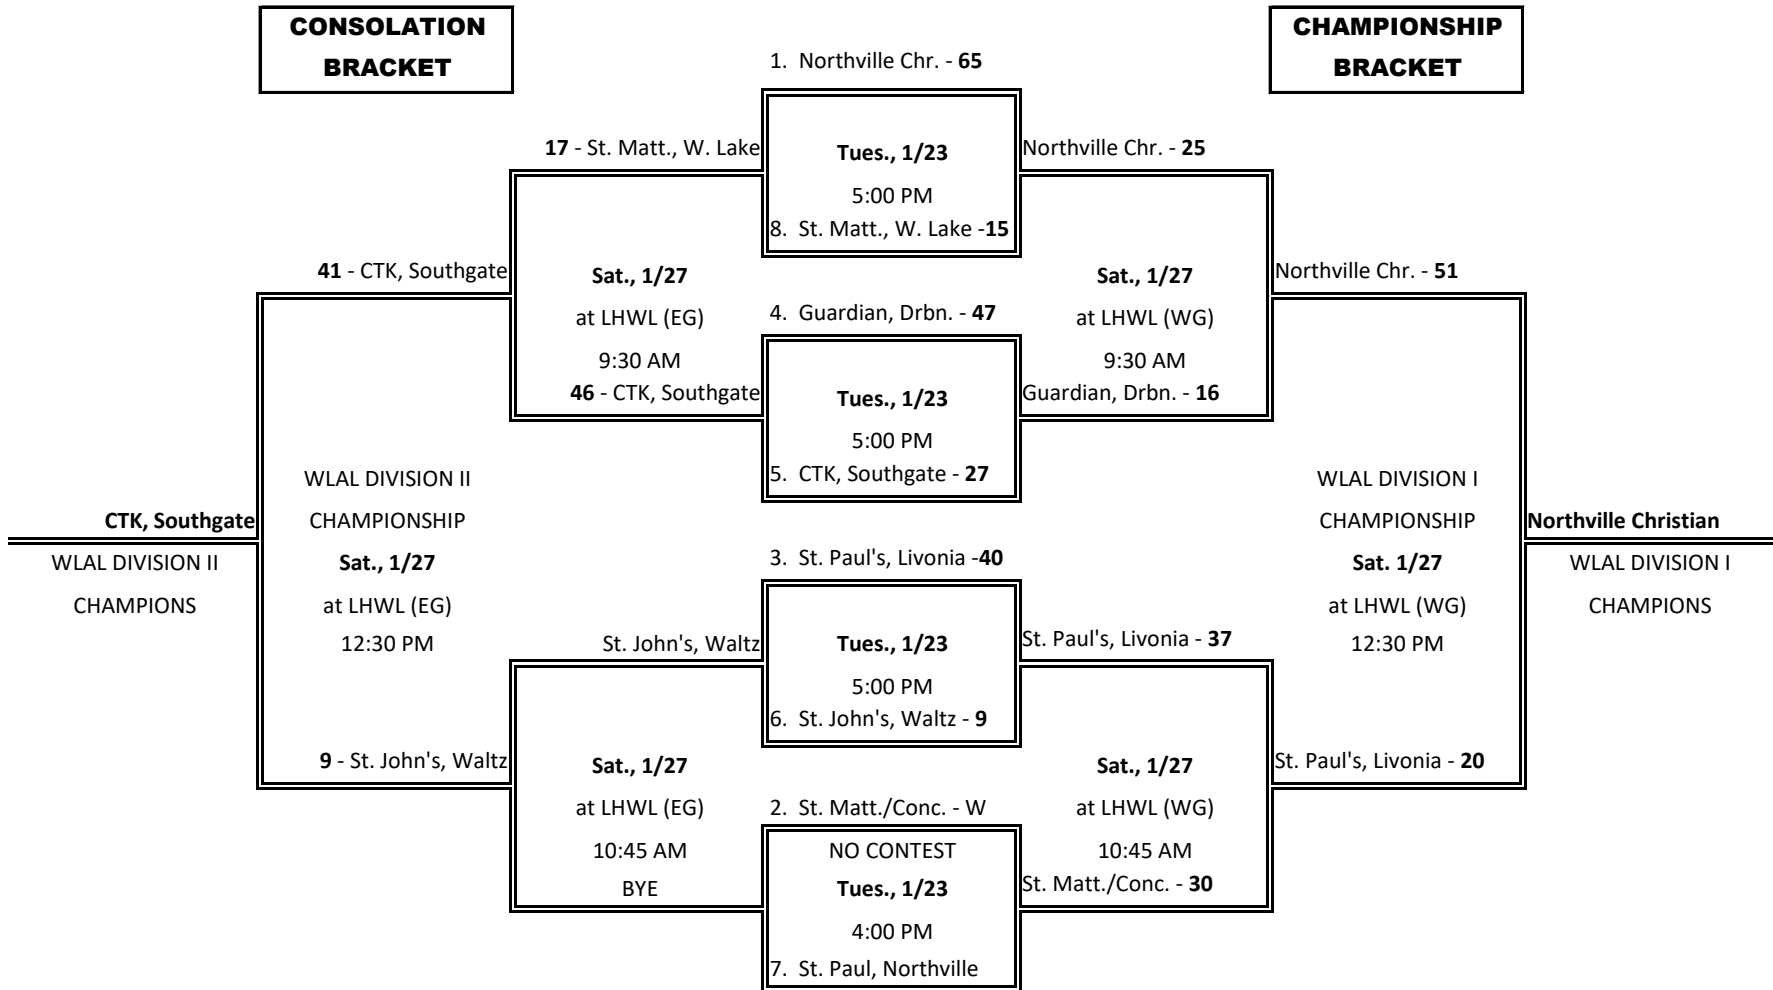 CONSOLATION
BRACKET
CHAMPIONSHIP
BRACKET
1. Northville Chr. - 65
17 - St. Matt., W. Lake
Tues., 1/23
Northville Chr. - 25
5:00 PM
8. St. Matt., W. Lake -15
41 - CTK, Southgate
Sat., 1/27
Sat., 1/27
Northville Chr. - 51
at LHWL (EG)
4. Guardian, Drbn. - 47
at LHWL (WG)
9:30 AM
9:30 AM
46 - CTK, Southgate
Tues., 1/23
Guardian, Drbn. - 16
5:00 PM
WLAL DIVISION II
5. CTK, Southgate - 27
WLAL DIVISION I
CTK, Southgate
CHAMPIONSHIP
CHAMPIONSHIP
Northville Christian
WLAL DIVISION II
Sat., 1/27
3. St. Paul's, Livonia -40
Sat. 1/27
WLAL DIVISION I
CHAMPIONS
at LHWL (EG)
at LHWL (WG)
CHAMPIONS
12:30 PM
St. John's, Waltz
Tues., 1/23
St. Paul's, Livonia - 37
12:30 PM
5:00 PM
6. St. John's, Waltz - 9
9 - St. John's, Waltz
Sat., 1/27
Sat., 1/27
St. Paul's, Livonia - 20
at LHWL (EG)
2. St. Matt./Conc. - W
at LHWL (WG)
10:45 AM
NO CONTEST
10:45 AM
BYE
Tues., 1/23
St. Matt./Conc. - 30
4:00 PM
7. St. Paul, Northville